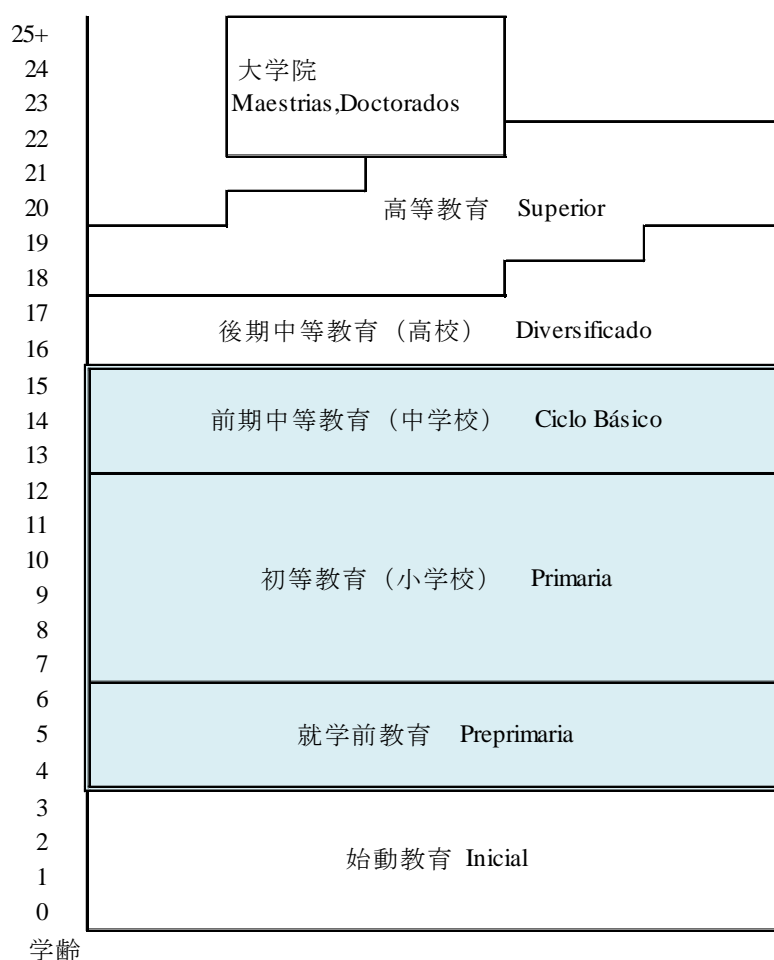 25+
24
23
22
21
20
19
18
17
16
15
14
13
12
11
10
9
8
7
6
5
4
3
2
1
0
学齢
大学院
Maestrias,Doctorados
高等教育 Superior
後期中等教育（高校） Diversificado
前期中等教育（中学校） Ciclo Básico
初等教育（小学校） Primaria
就学前教育 Preprimaria
始動教育 Inicial